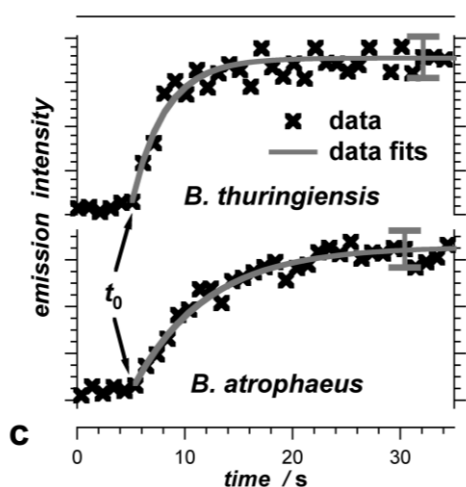 emission intensity
data
data fits
B. thuringiensis
t0
B. atrophaeus
c
0 10 20 30
time / s